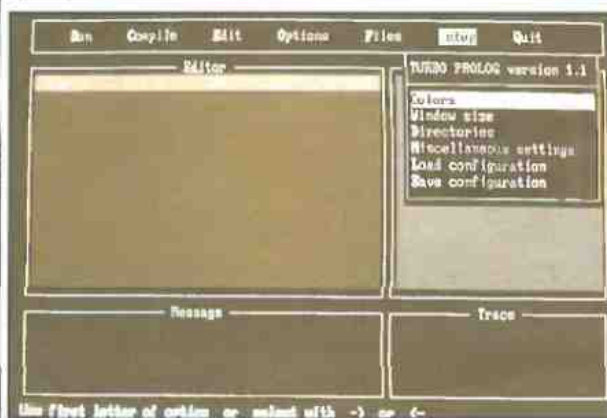 Run Compile Edit Options Files Setup Quit
Editor
TURBO PROLOG version 1.1
Colors
Window size
Directories
Miscellaneous settings
Load configuration
Save configuration
Message
Trace
Use first letter of option or select with -> or <-